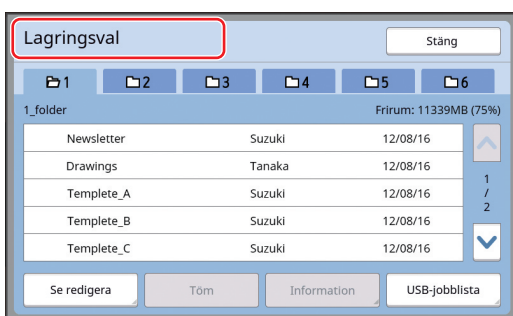 Lagringsval Stäng
1 2 3 4 5 6
1_folder Frirum: 11339MB (75%)
Newsletter Suzuki 12/08/16
Drawings Tanaka 12/08/16
Templete_A Suzuki 12/08/16
Templete_B Suzuki 12/08/16
Templete_C Suzuki 12/08/16
1
/
2
Se redigera Töm Information USB-jobblista